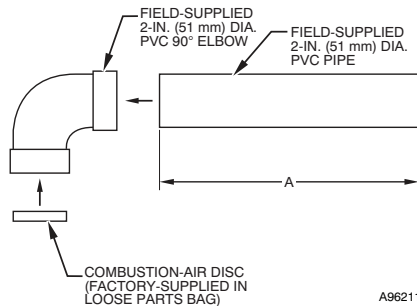 FIELD-SUPPLIED
2-IN. (51 mm) DIA.
PVC 90° ELBOW
FIELD-SUPPLIED
2-IN. (51 mm) DIA.
PVC PIPE
A
COMBUSTION-AIR DISC
(FACTORY-SUPPLIED IN
LOOSE PARTS BAG)